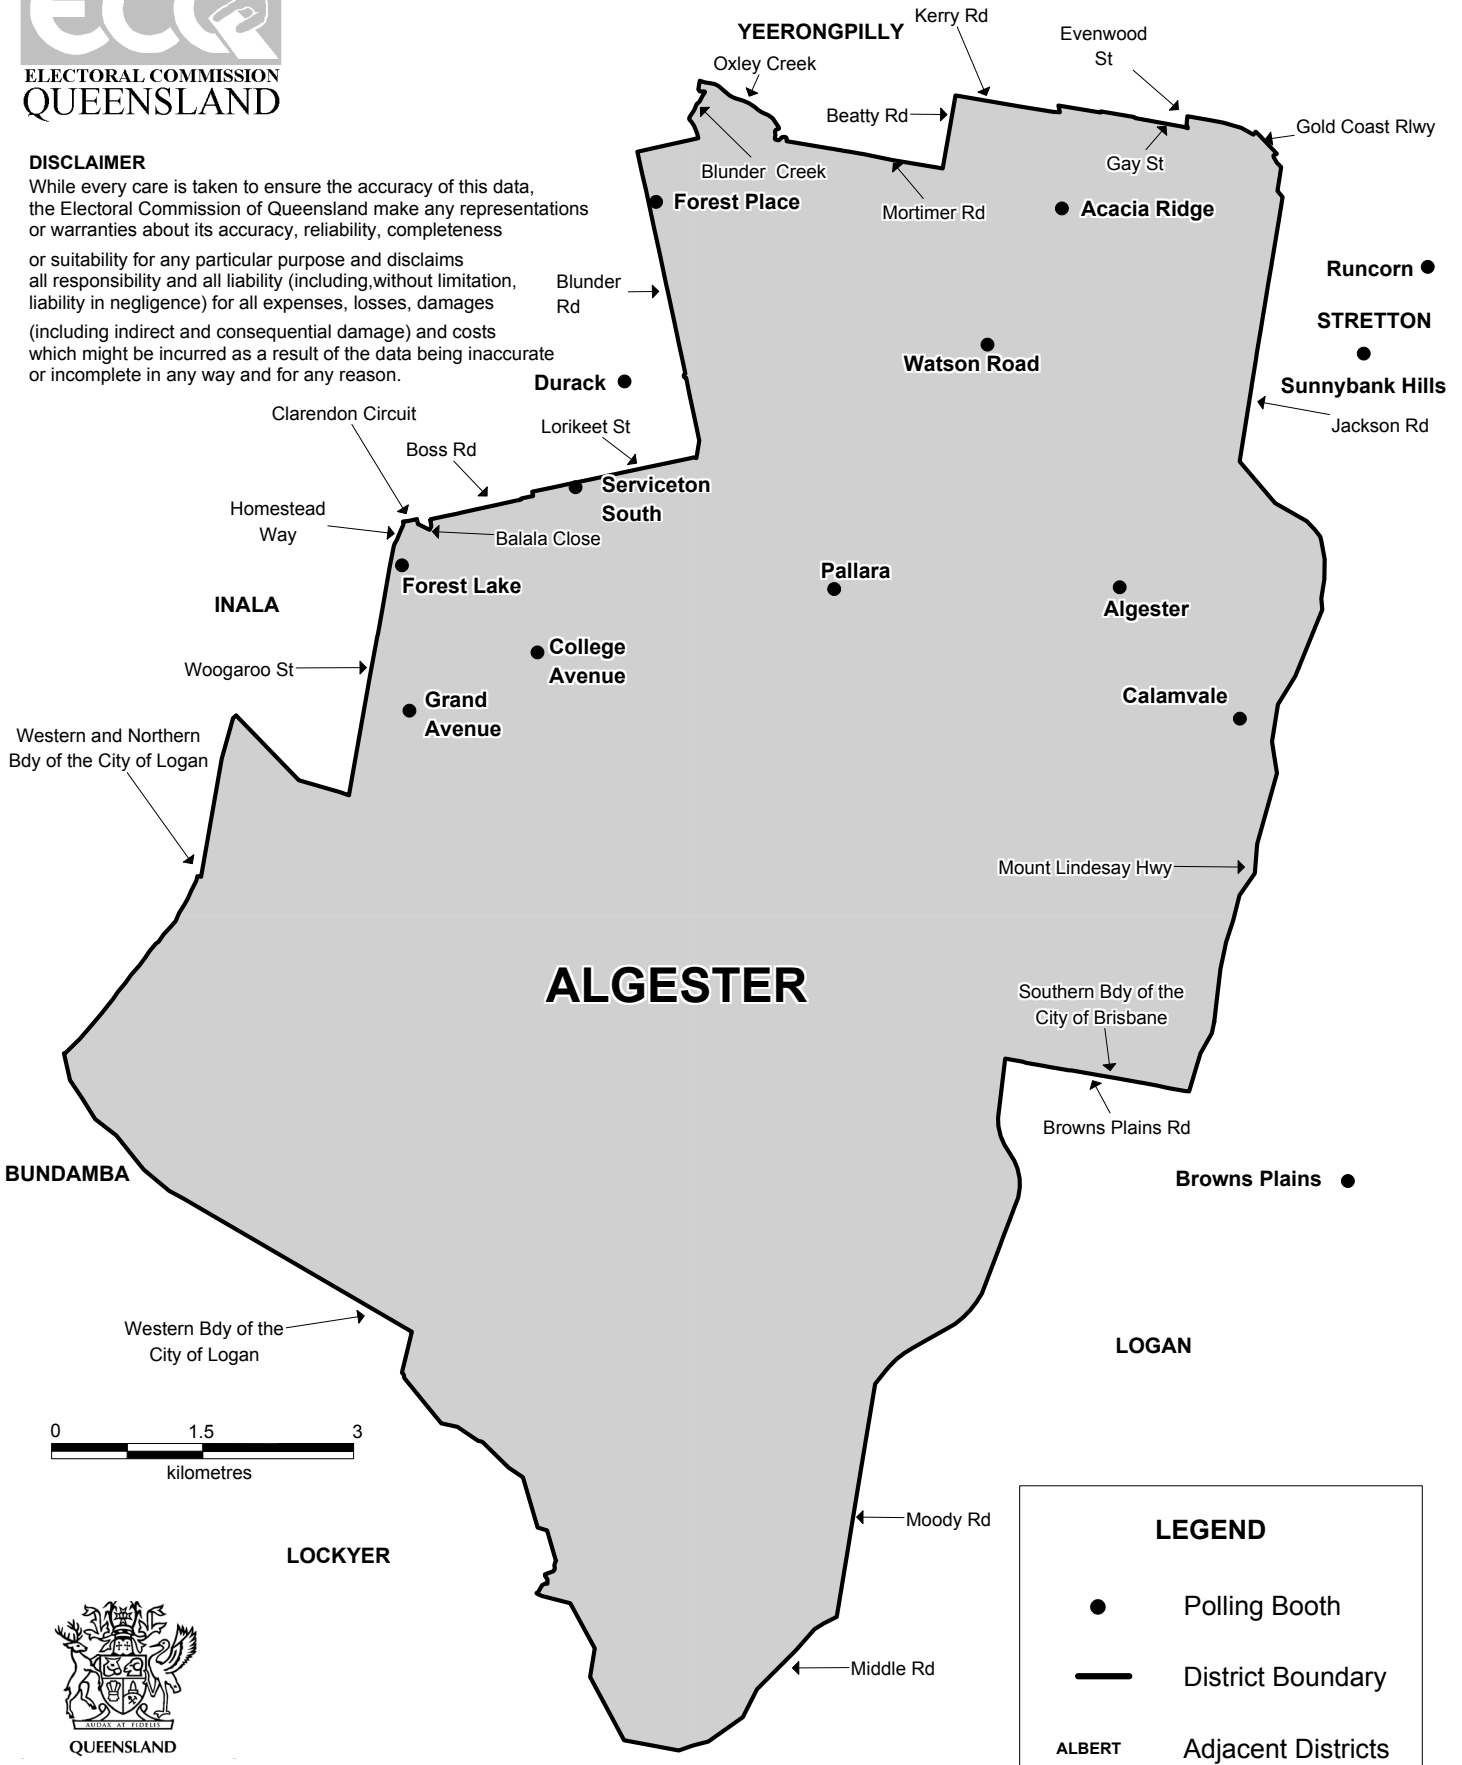 ECQ
ELECTORAL COMMISSION
QUEENSLAND
DISCLAIMER
While every care is taken to ensure the accuracy of this data,
the Electoral Commission of Queensland make any representations
or warranties about its accuracy, reliability, completeness
or suitability for any particular purpose and disclaims
all responsibility and all liability (including,without limitation,
liability in negligence) for all expenses, losses, damages
(including indirect and consequential damage) and costs
which might be incurred as a result of the data being inaccurate
or incomplete in any way and for any reason.
YEERONGPILLY
Kerry Rd
Evenwood
St
Oxley Creek
Beatty Rd
Gold Coast Rlwy
Blunder Creek
Gay St
Forest Place
Mortimer Rd
Acacia Ridge
Runcorn
Blunder
Rd
STRETTON
Watson Road
Durack
Sunnybank Hills
Clarendon Circuit
Lorikeet St
Jackson Rd
Boss Rd
Serviceton
South
Homestead
Way
Balala Close
Pallara
Forest Lake
INALA
Algester
College
Avenue
Woogaroo St
Grand
Avenue
Calamvale
Western and Northern
Bdy of the City of Logan
Mount Lindesay Hwy
ALGESTER
Southern Bdy of the
City of Brisbane
Browns Plains Rd
BUNDAMBA
Browns Plains
Western Bdy of the
City of Logan
LOGAN
0 1.5 3
kilometres
Moody Rd
LOCKYER
Middle Rd
AUDAX AT FIDELIS
QUEENSLAND
LEGEND
Polling Booth
District Boundary
ALBERT Adjacent Districts